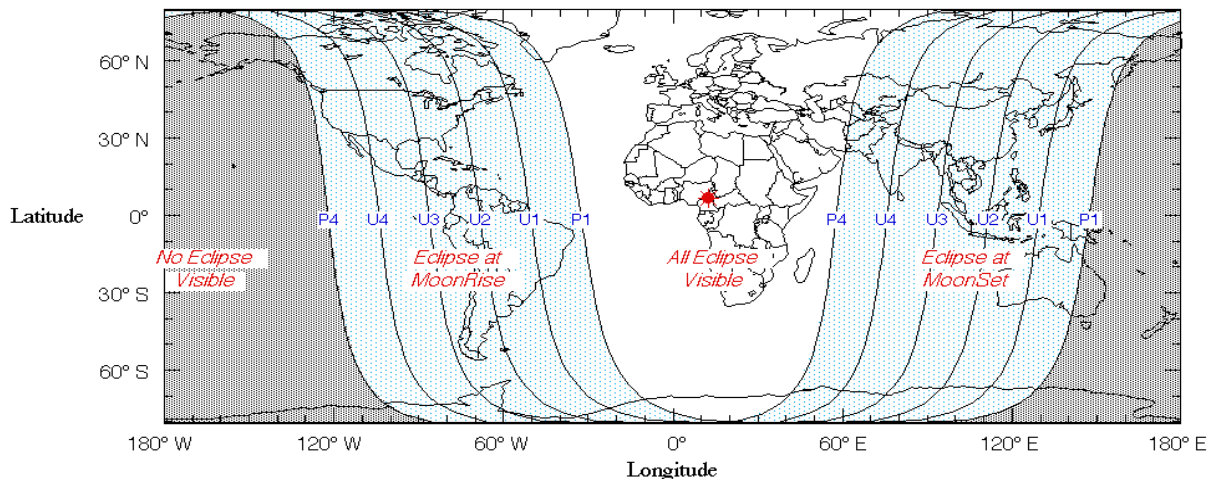 60° N
30° N
Latitude
0°
30° S
60° S
P4 U4 U3 U2 U1 P1 P4 U4 U3 U2 U1 P1
No Eclipse
Visible
Eclipse at
MoonRise
All Eclipse
Visible
Eclipse at
MoonSet
180° W 120° W 60° W 0° 60° E 120° E 180° E
Longitude